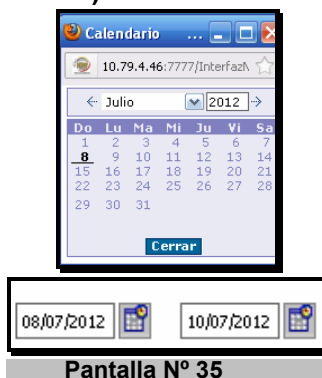 Calendario ...
10.79.4.46:7777/InterfazN
Julio 2012
Do Lu Ma Mi Ju Vi Sa
1 2 3 4 5 6 7
8 9 10 11 12 13 14
15 16 17 18 19 20 21
22 23 24 25 26 27 28
29 30 31
Cerrar
08/07/2012 10/07/2012
Pantalla Nº 35